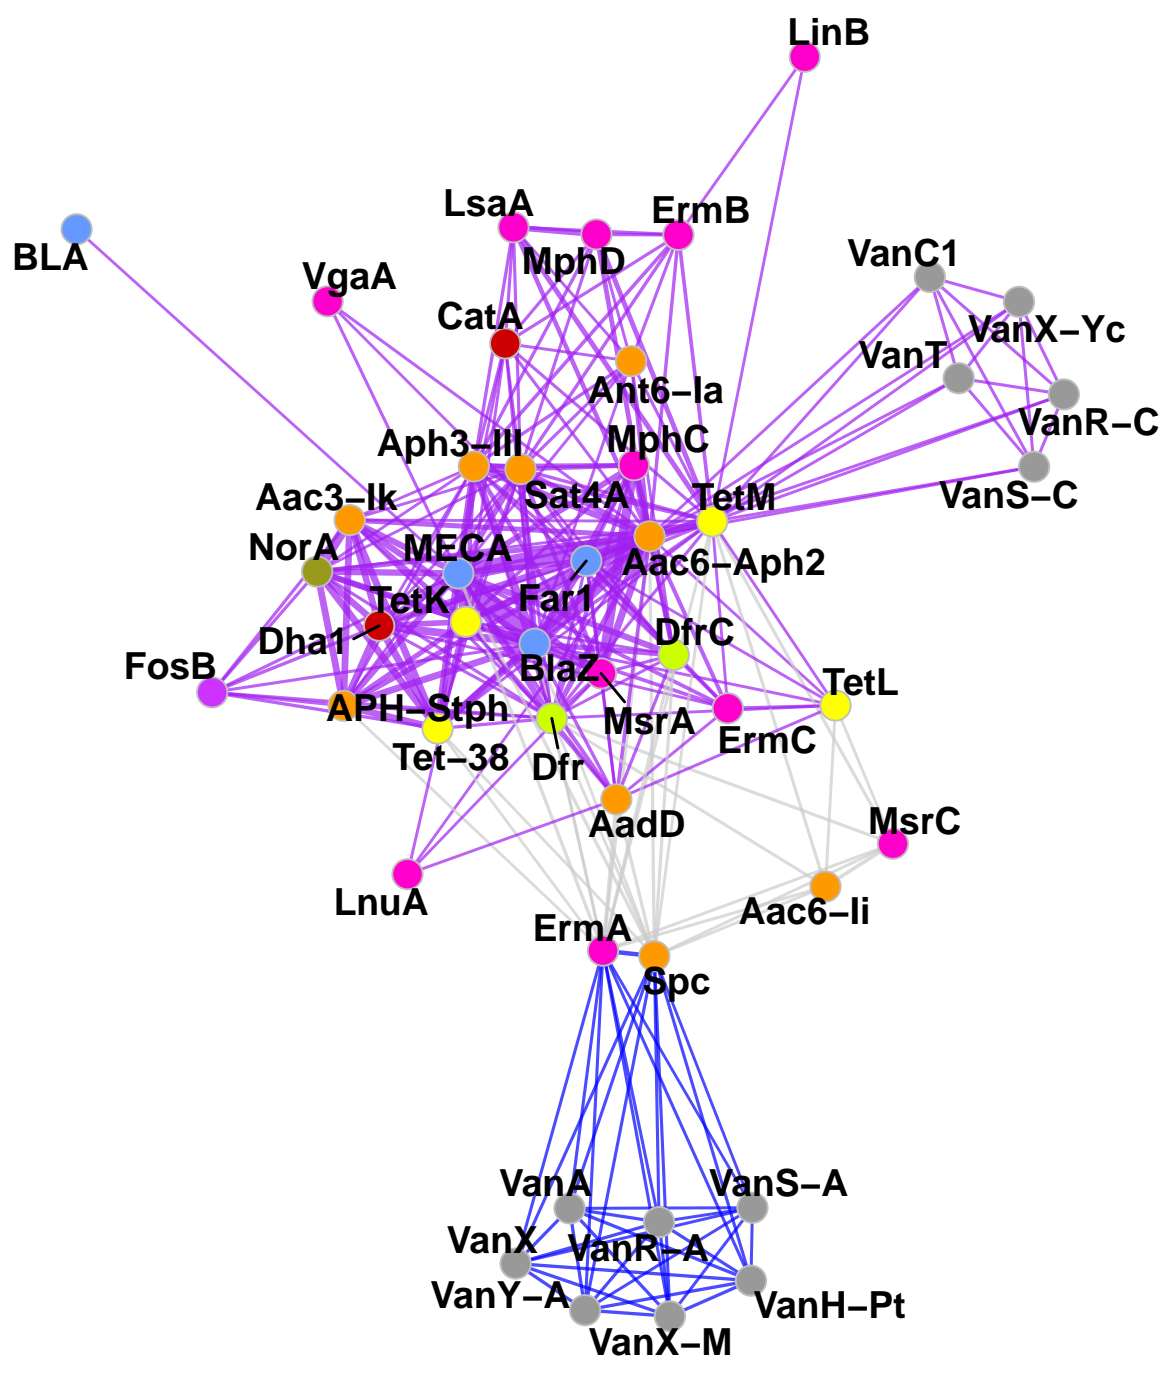 LinB
LsaA
ErmB
BLA
MphD
VgaA
VanC1
CatA
VanX–Yc
VanT
Ant6–Ia
VanR–C
Aph3–III
MphC
Sat4A
VanS–C
Aac3–Ik
TetM
NorA
MECA
Aac6–Aph2
TetK
Far1
Dha1
DfrC
FosB
BlaZ
TetL
APH–Stph
MsrA
ErmC
Tet–38
Dfr
AadD
MsrC
LnuA
Aac6–Ii
ErmA
Spc
VanA
VanS–A
VanX
VanR–A
VanY–A
VanH–Pt
VanX–M